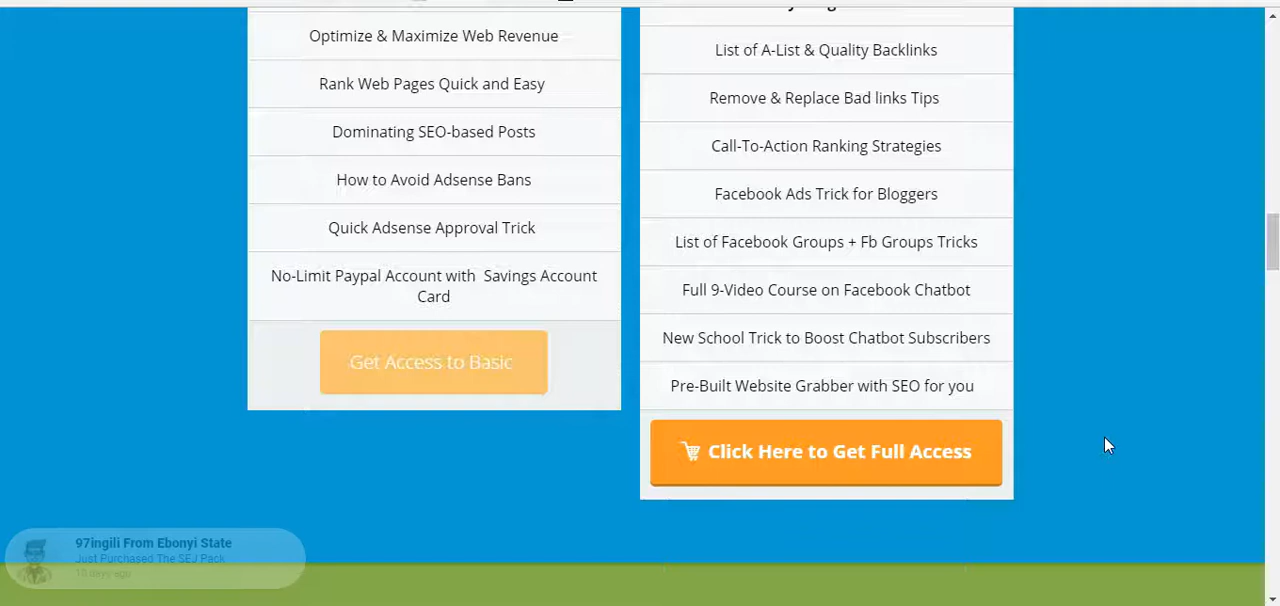 Optimize & Maximize Web Revenue
Rank Web Pages Quick and Easy
Dominating SEO-based Posts
How to Avoid Adsense Bans
Quick Adsense Approval Trick
No-Limit Paypal Account with Savings Account
Card
Get Access to Basic
List of A-List & Quality Backlinks
Remove & Replace Bad links Tips
Call-To-Action Ranking Strategies
Facebook Ads Trick for Bloggers
List of Facebook Groups + Fb Groups Tricks
Full 9-Video Course on Facebook Chatbot
New School Trick to Boost Chatbot Subscribers
Pre-Built Website Grabber with SEO for you
Click Here to Get Full Access
97ingili From Ebonyi State
Just Purchased The SEJ Pack
days ago